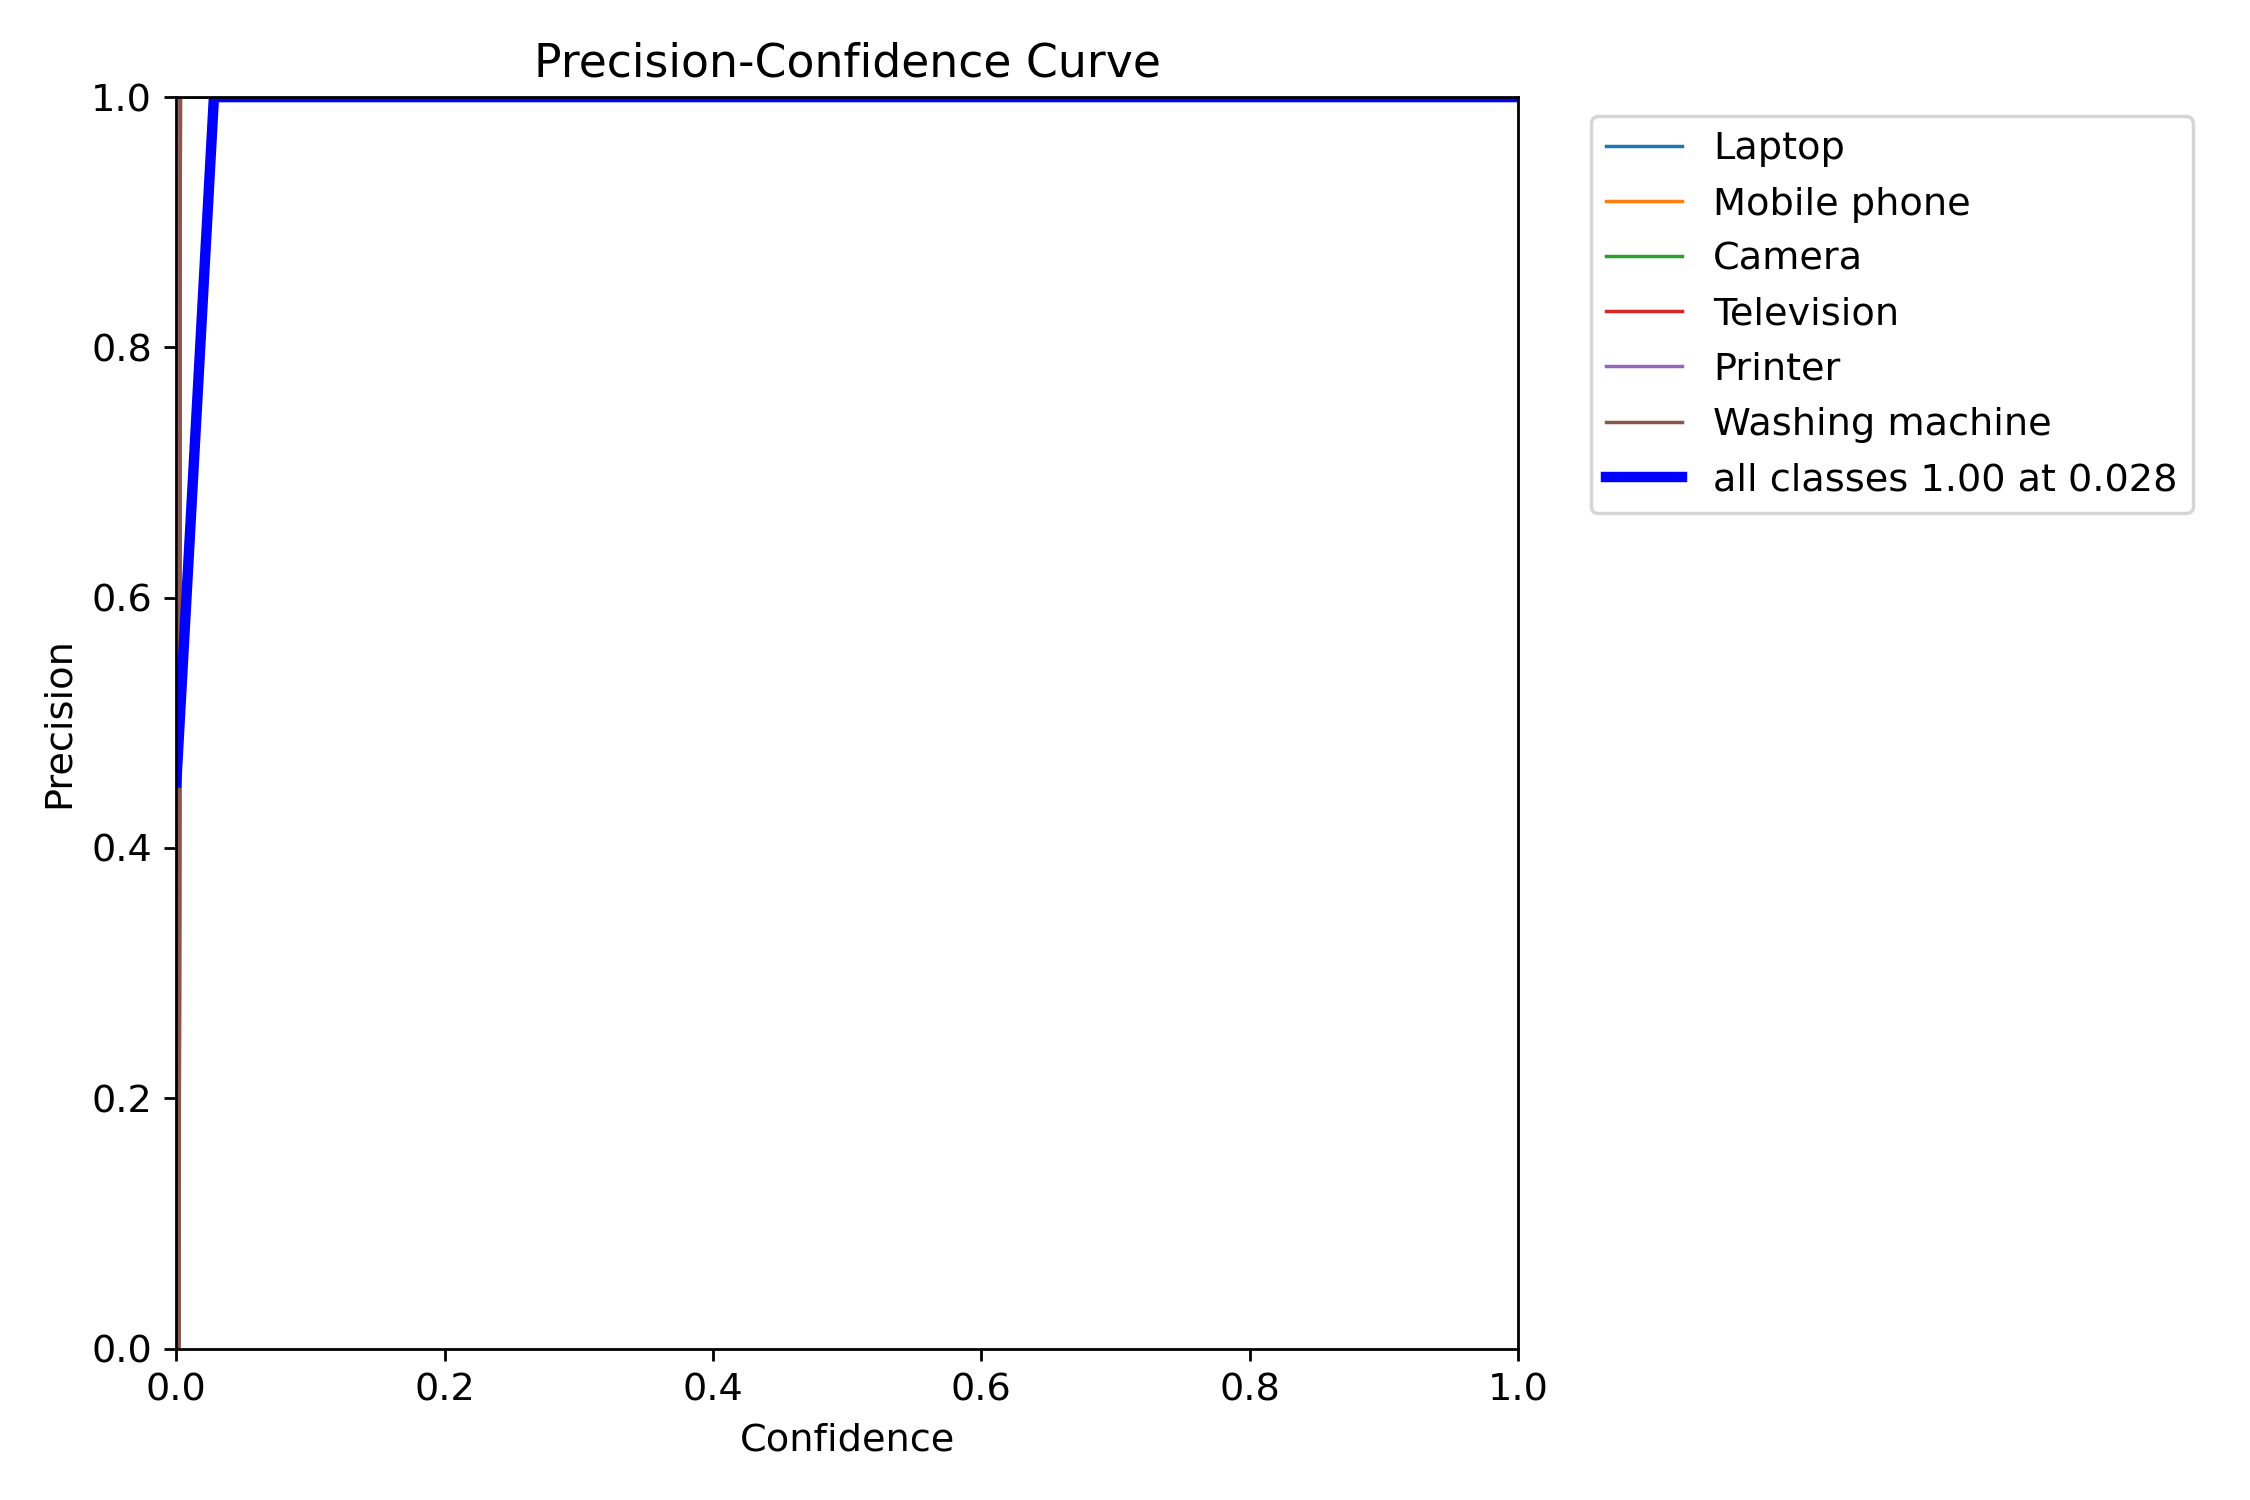 Precision-Confidence Curve
1.0
0.8
0.6
0.4
0.2
0.0
Precision
0.0 0.2 0.4 0.6 0.8 1.0
Confidence
Laptop
Mobile phone
Camera
Television
Printer
Washing machine
all classes 1.00 at 0.028